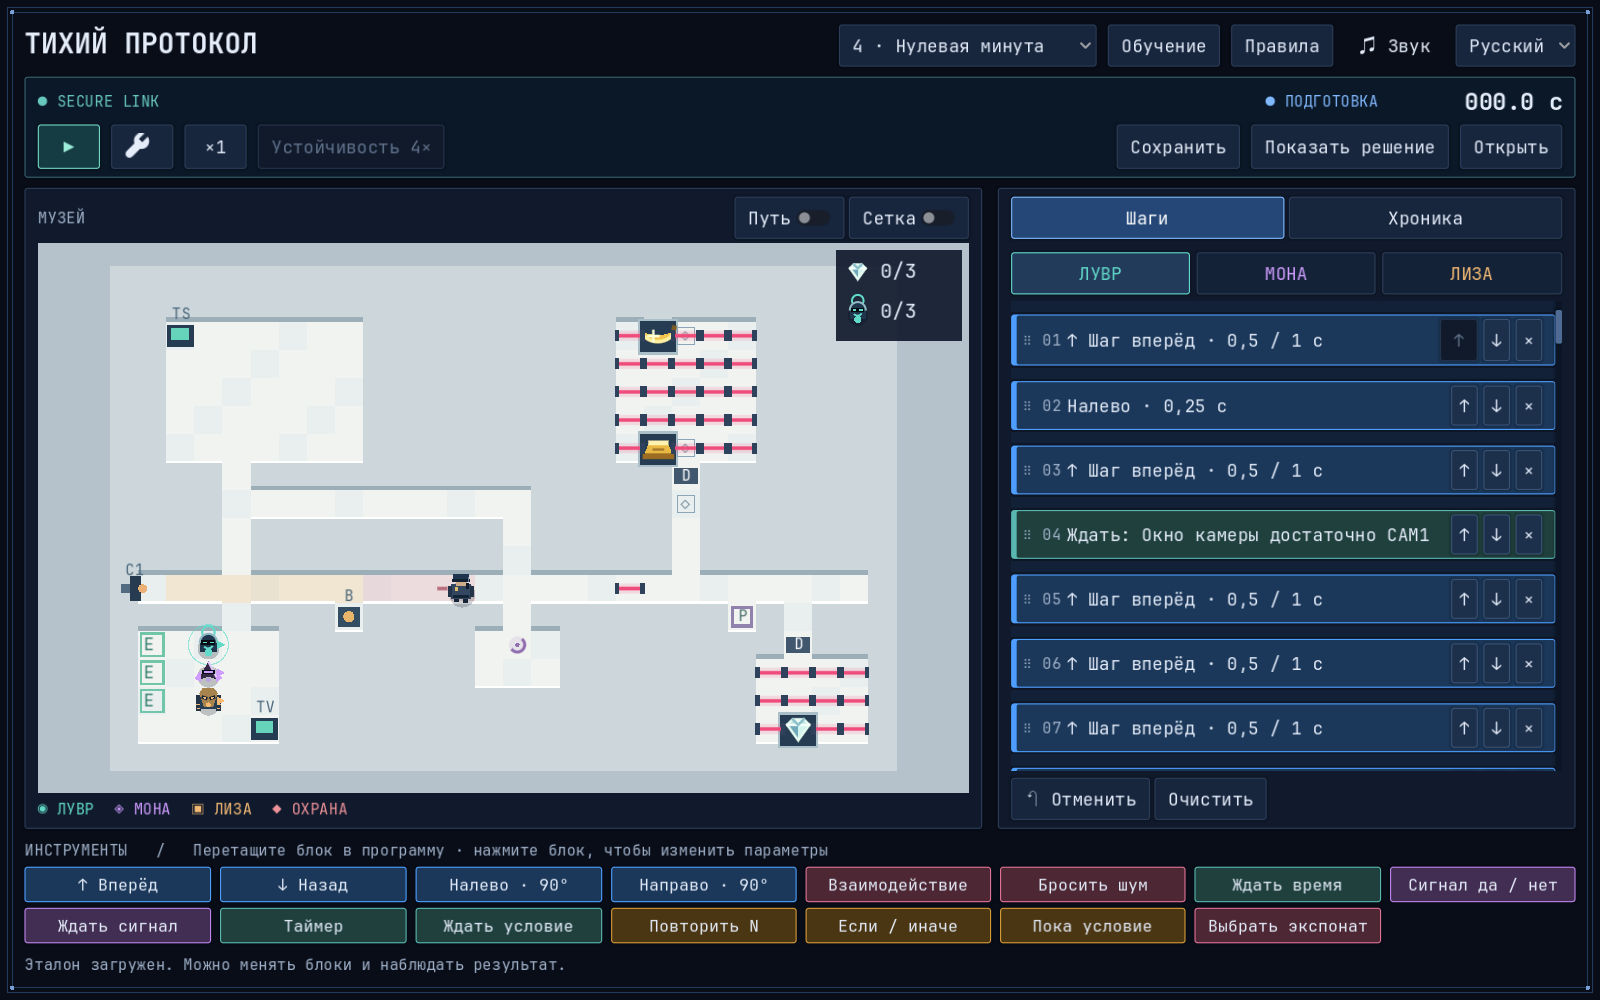 ТИХИЙ ПРОТОКОЛ
4 · Нулевая минута
Обучение
Правила
Звук
Русский
SECURE LINK
ПОДГОТОВКА
000.0 с
×1
Устойчивость 4×
Сохранить
Показать решение
Открыть
МУЗЕЙ
Путь
Сетка
Шаги
Хроника
ЛУВР
МОНА
ЛИЗА
0/3
0/3
TS
D
C1
B
P
D
E
E
E
TV
01 ↑ Шаг вперёд · 0,5 / 1 с
02 Налево · 0,25 с
03 ↑ Шаг вперёд · 0,5 / 1 с
04 Ждать: Окно камеры достаточно CAM1
05 ↑ Шаг вперёд · 0,5 / 1 с
06 ↑ Шаг вперёд · 0,5 / 1 с
07 ↑ Шаг вперёд · 0,5 / 1 с
Отменить
Очистить
ЛУВР
МОНА
ЛИЗА
ОХРАНА
ИНСТРУМЕНТЫ / Перетащите блок в программу · нажмите блок, чтобы изменить параметры
↑ Вперёд
↓ Назад
Налево · 90°
Направо · 90°
Взаимодействие
Бросить шум
Ждать время
Сигнал да / нет
Ждать сигнал
Таймер
Ждать условие
Повторить N
Если / иначе
Пока условие
Выбрать экспонат
Эталон загружен. Можно менять блоки и наблюдать результат.